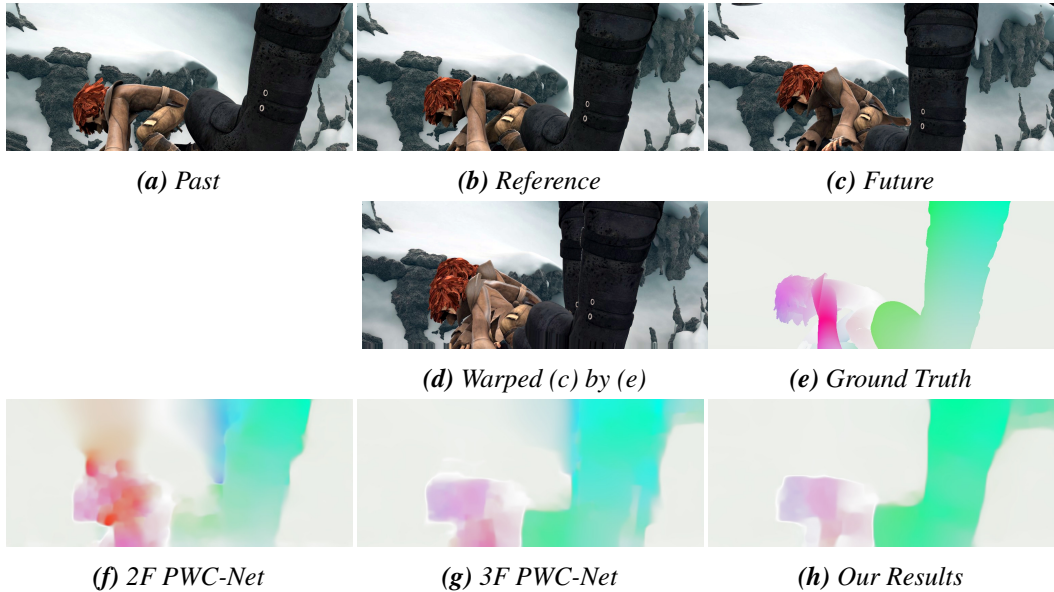 (a) Past
(b) Reference
(c) Future
(d) Warped (c) by (e)
(e) Ground Truth
(f) 2F PWC-Net
(g) 3F PWC-Net
(h) Our Results